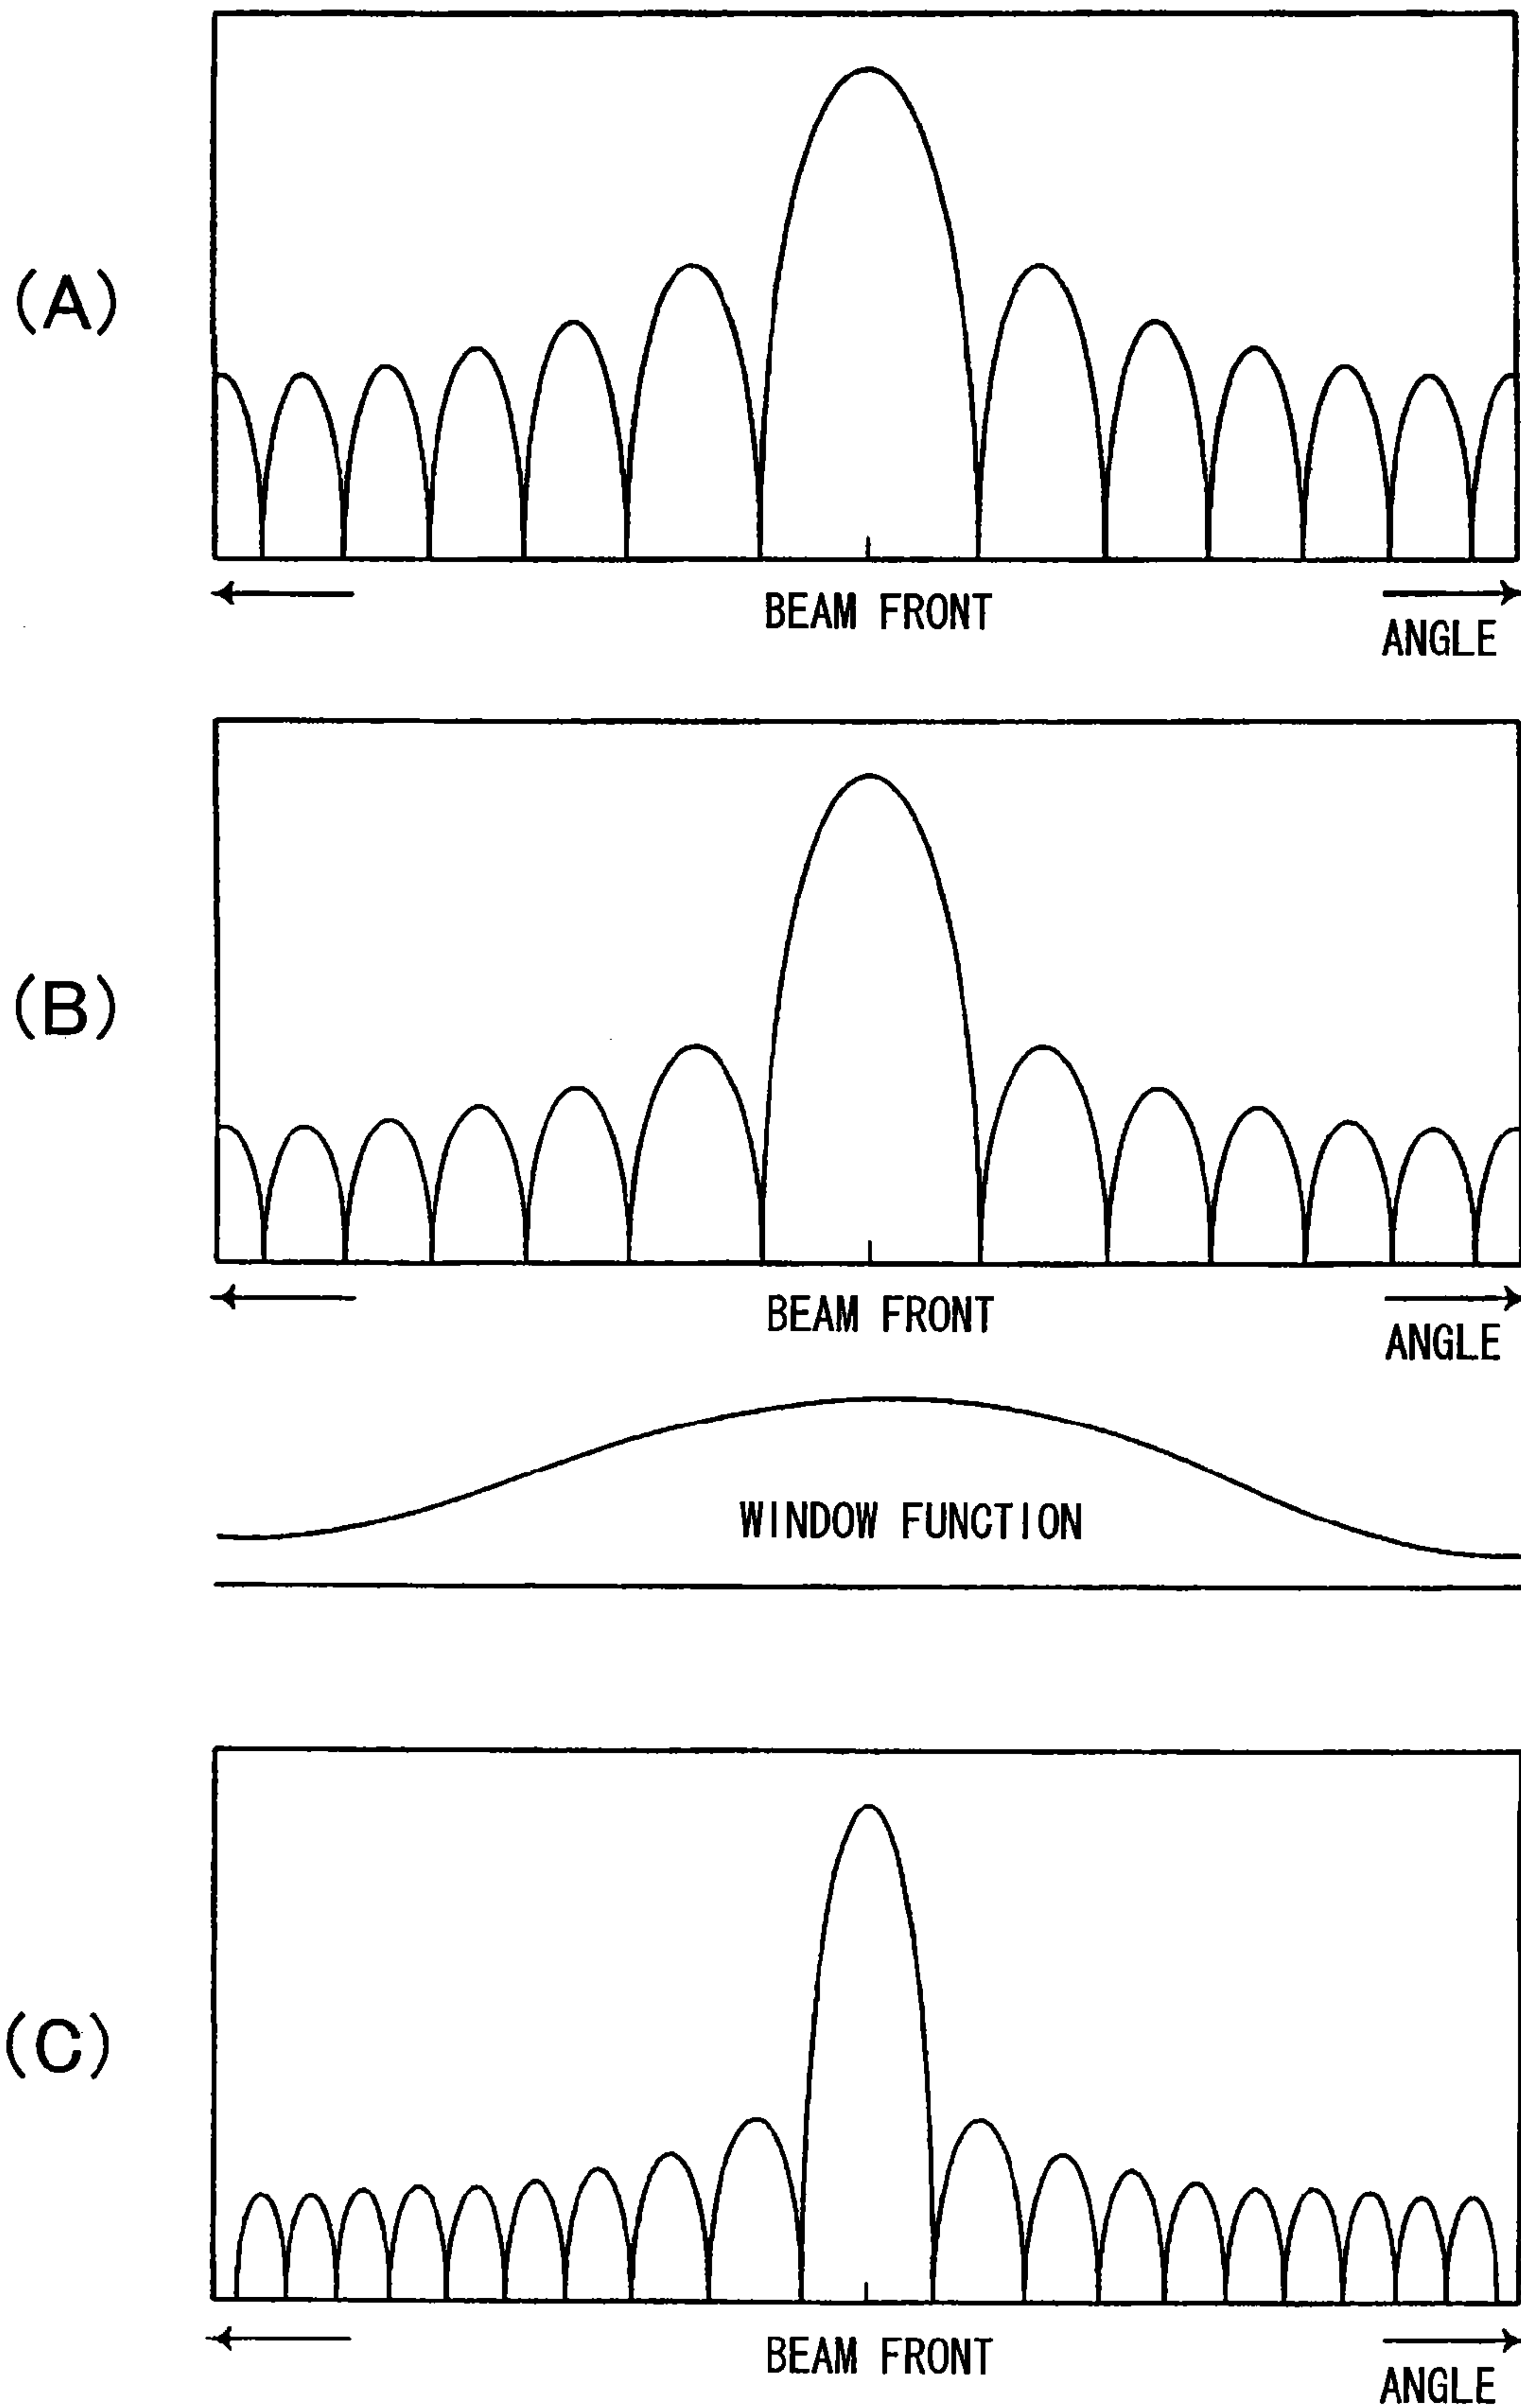 (A)
BEAM FRONT
ANGLE
(B)
BEAM FRONT
ANGLE
WINDOW FUNCTION
(C)
BEAM FRONT
ANGLE